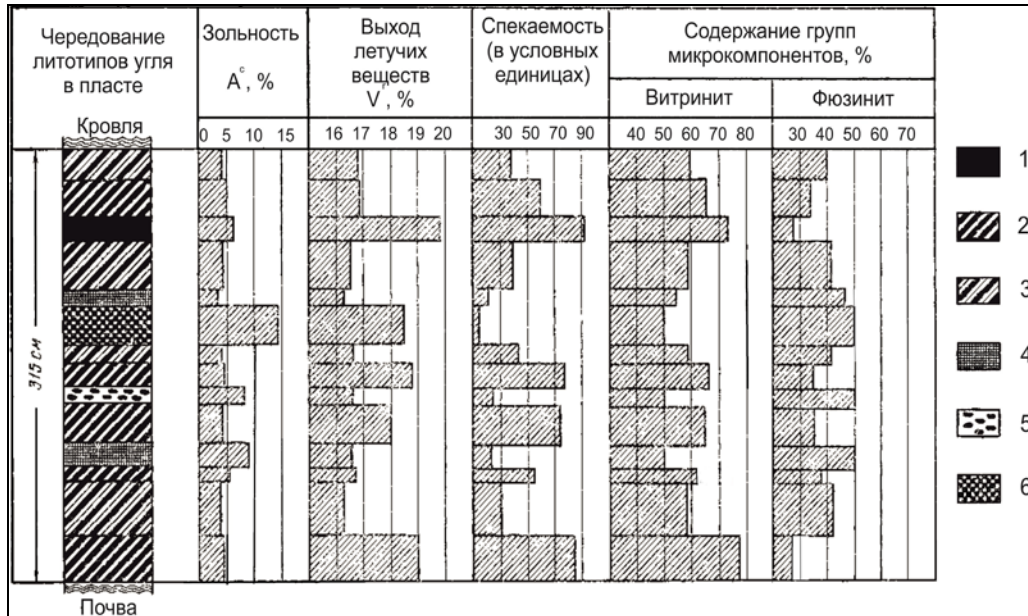 Чередование
литотипов угля
в пласте
Кровля
Зольность
Aᶜ, %
Выход
летучих
веществ
Vᶜ, %
Спекаемость
(в условных
единицах)
Содержание групп
микрокомпонентов, %
Витринит
Фюзинит
0 5 10 15
16 17 18 19 20
30 50 70 90
40 50 60 70 80
30 40 50 60 70
315 см
1
2
3
4
5
6
Почва